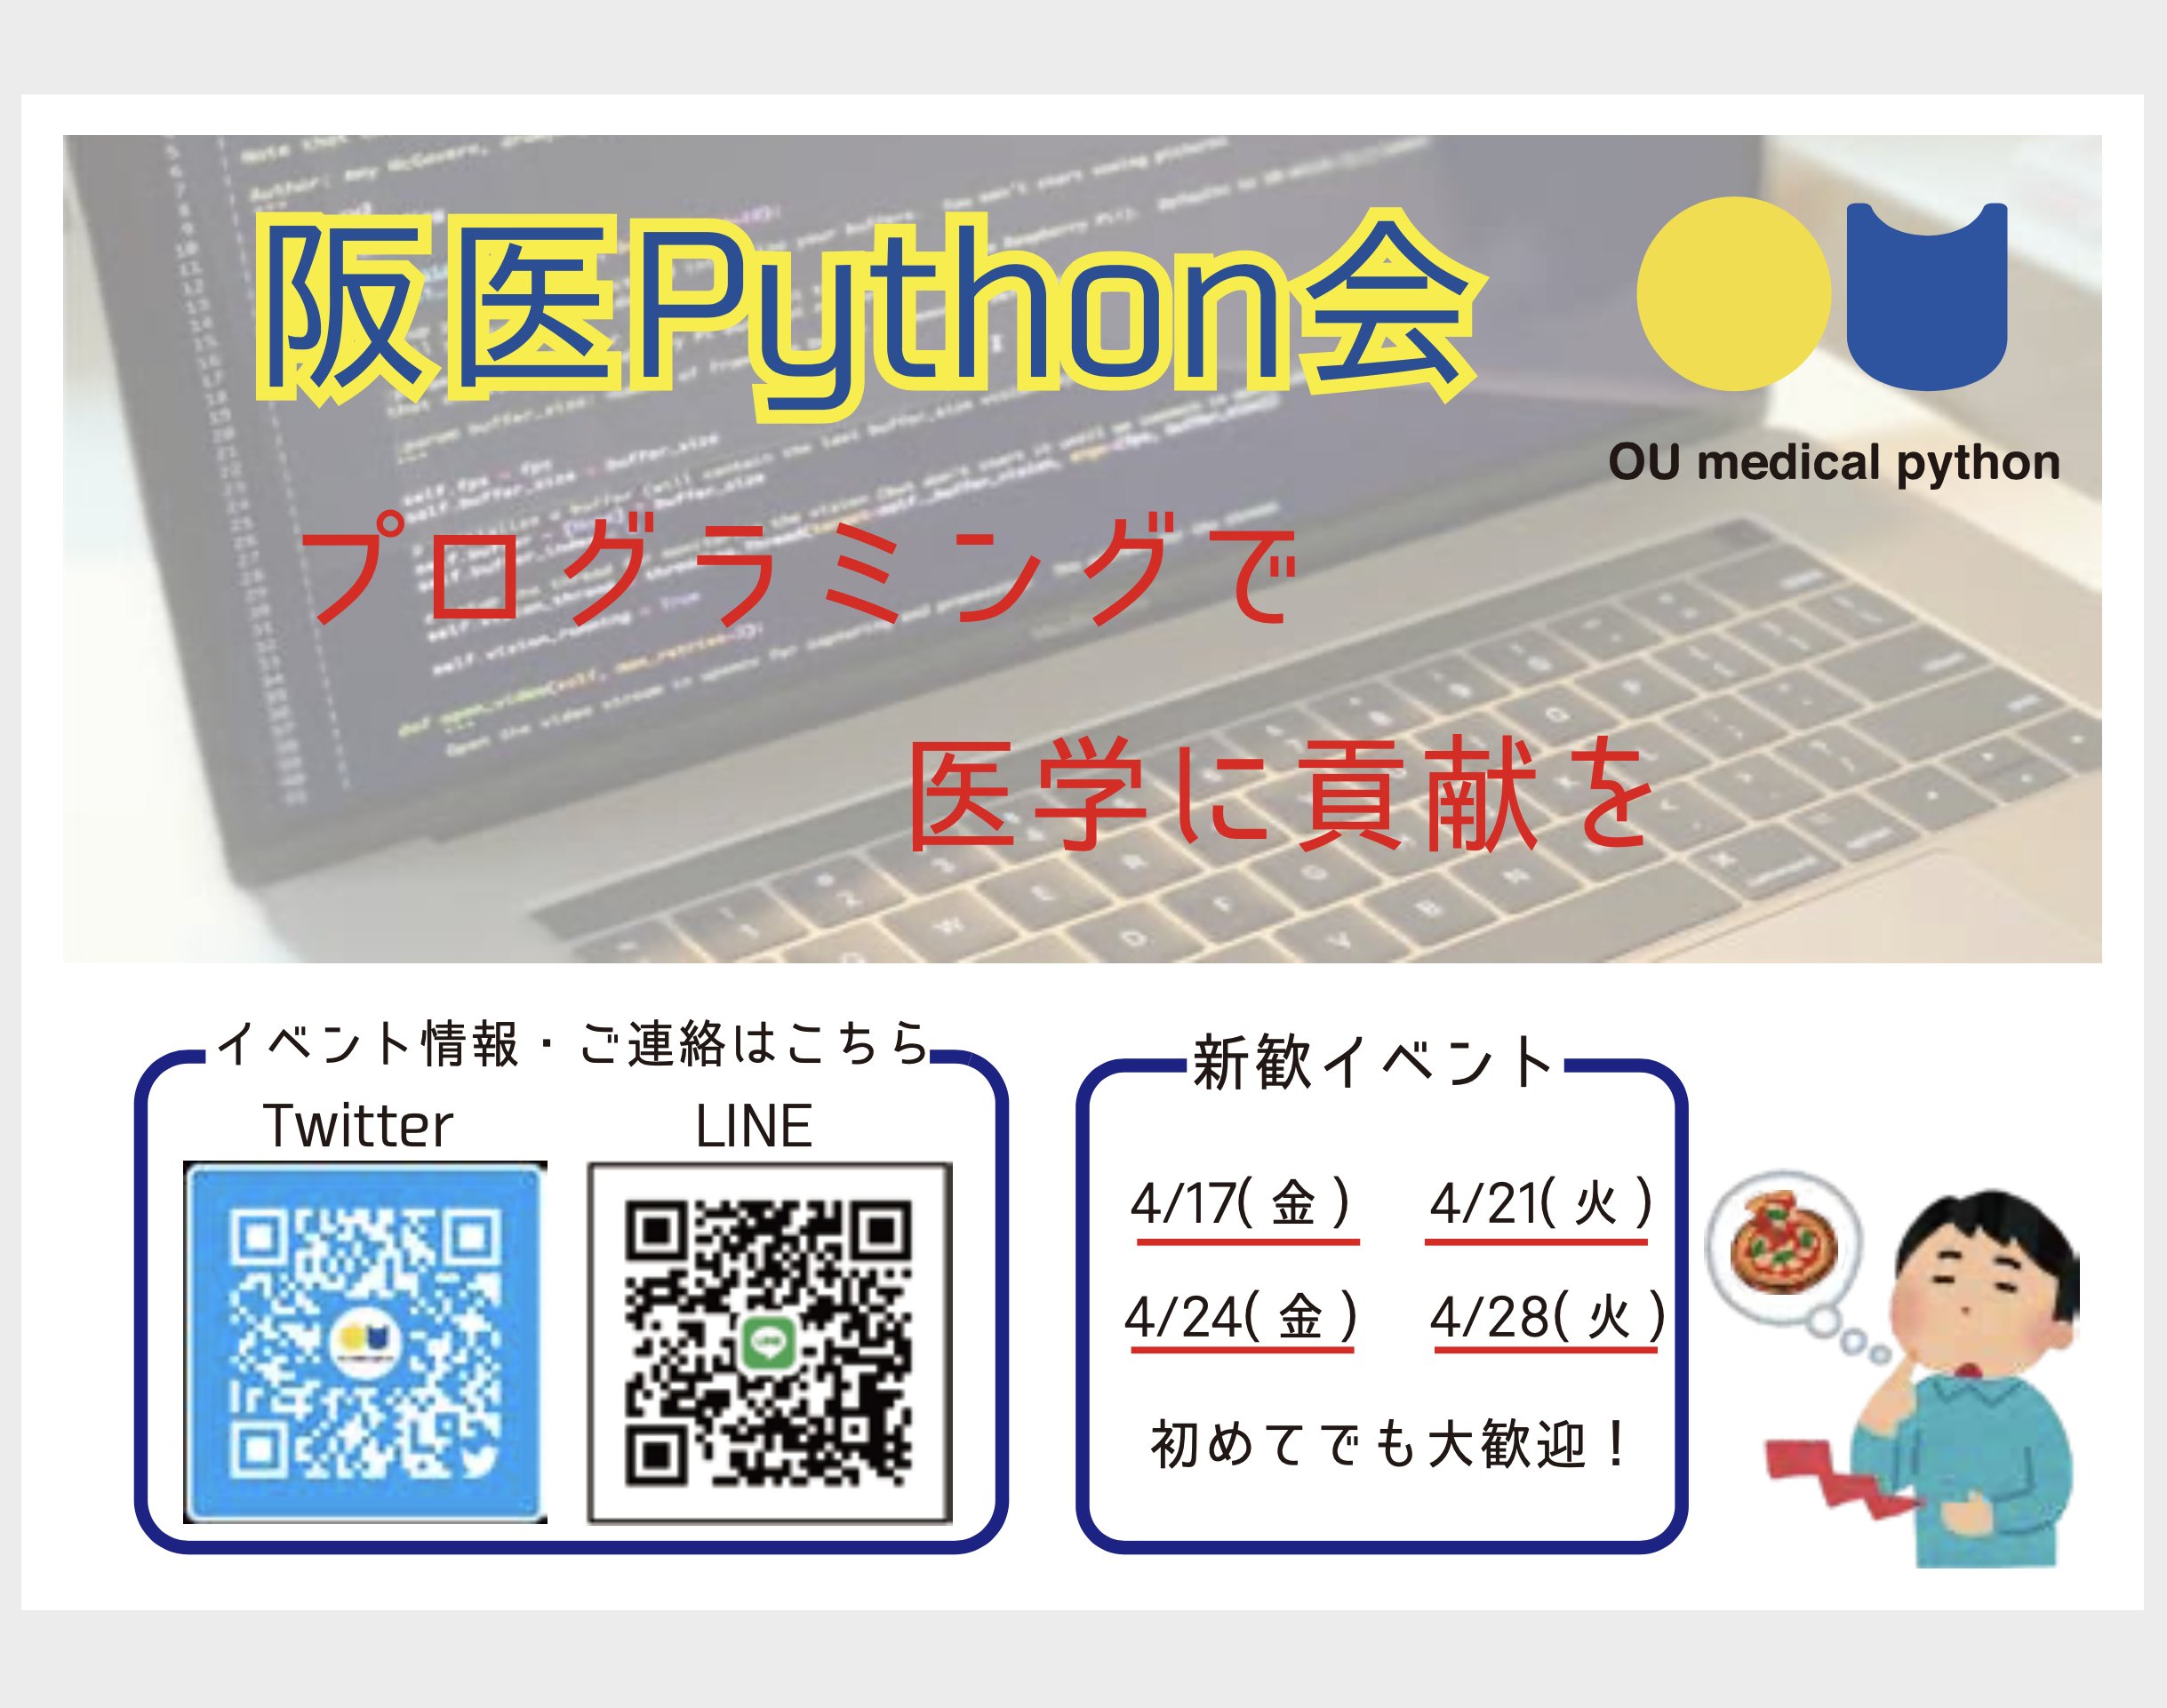 阪医Python会
OU medical python
プログラミングで
医学に貢献を
イベント情報・ご連絡はこちら
Twitter
LINE
新歓イベント
4/17( 金 )
4/21( 火 )
4/24( 金 )
4/28( 火 )
初めてでも大歓迎！